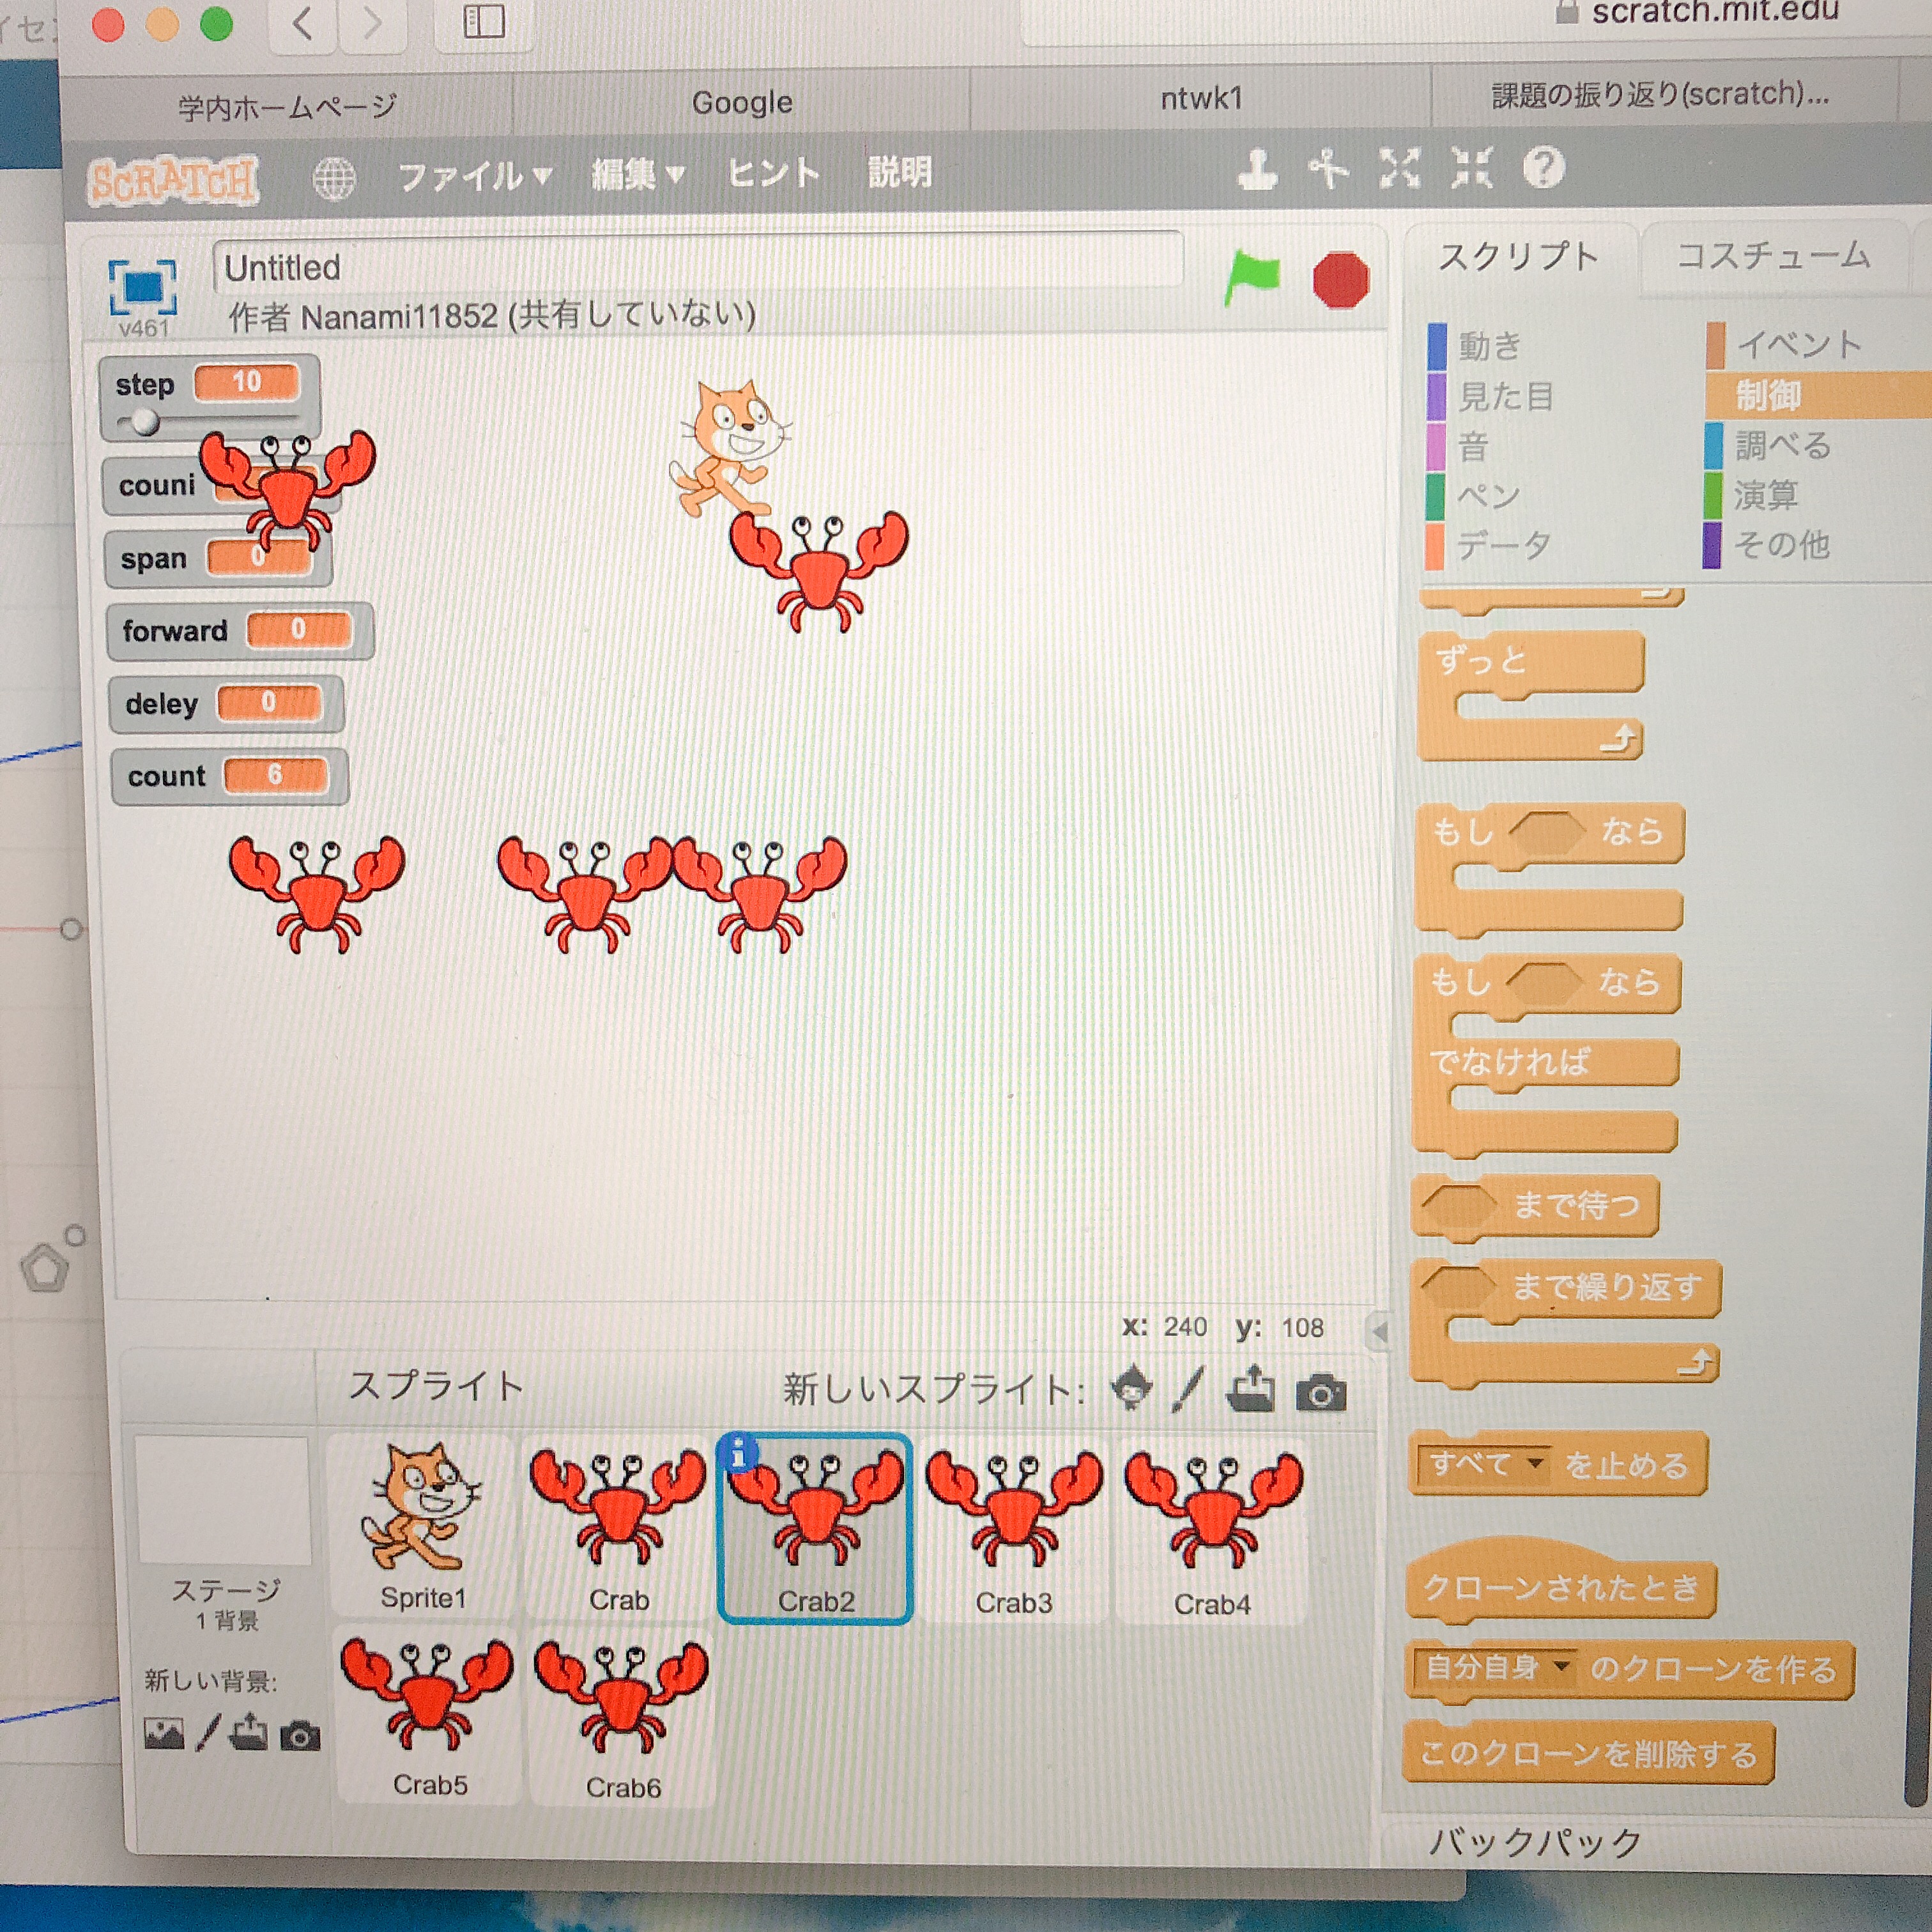 イセ
scratch.mit.edu
学内ホームページ Google ntwk1 課題の振り返り(scratch)...
SCRATCH ファイル▼ 編集▼ ヒント 説明
Untitled
v461 作者 Nanami11852 (共有していない)
step 10
couni
span 0
forward 0
deley 0
count 6
x: 240 y: 108
スプライト 新しいスプライト:
Sprite1 Crab Crab2 Crab3 Crab4
Crab5 Crab6
ステージ
1 背景
新しい背景:
スクリプト コスチューム
動き イベント
見た目 制御
音 調べる
ペン 演算
データ その他
ずっと
もし なら
もし なら
でなければ
まで待つ
まで繰り返す
すべて を止める
クローンされたとき
自分自身 のクローンを作る
このクローンを削除する
バックパック